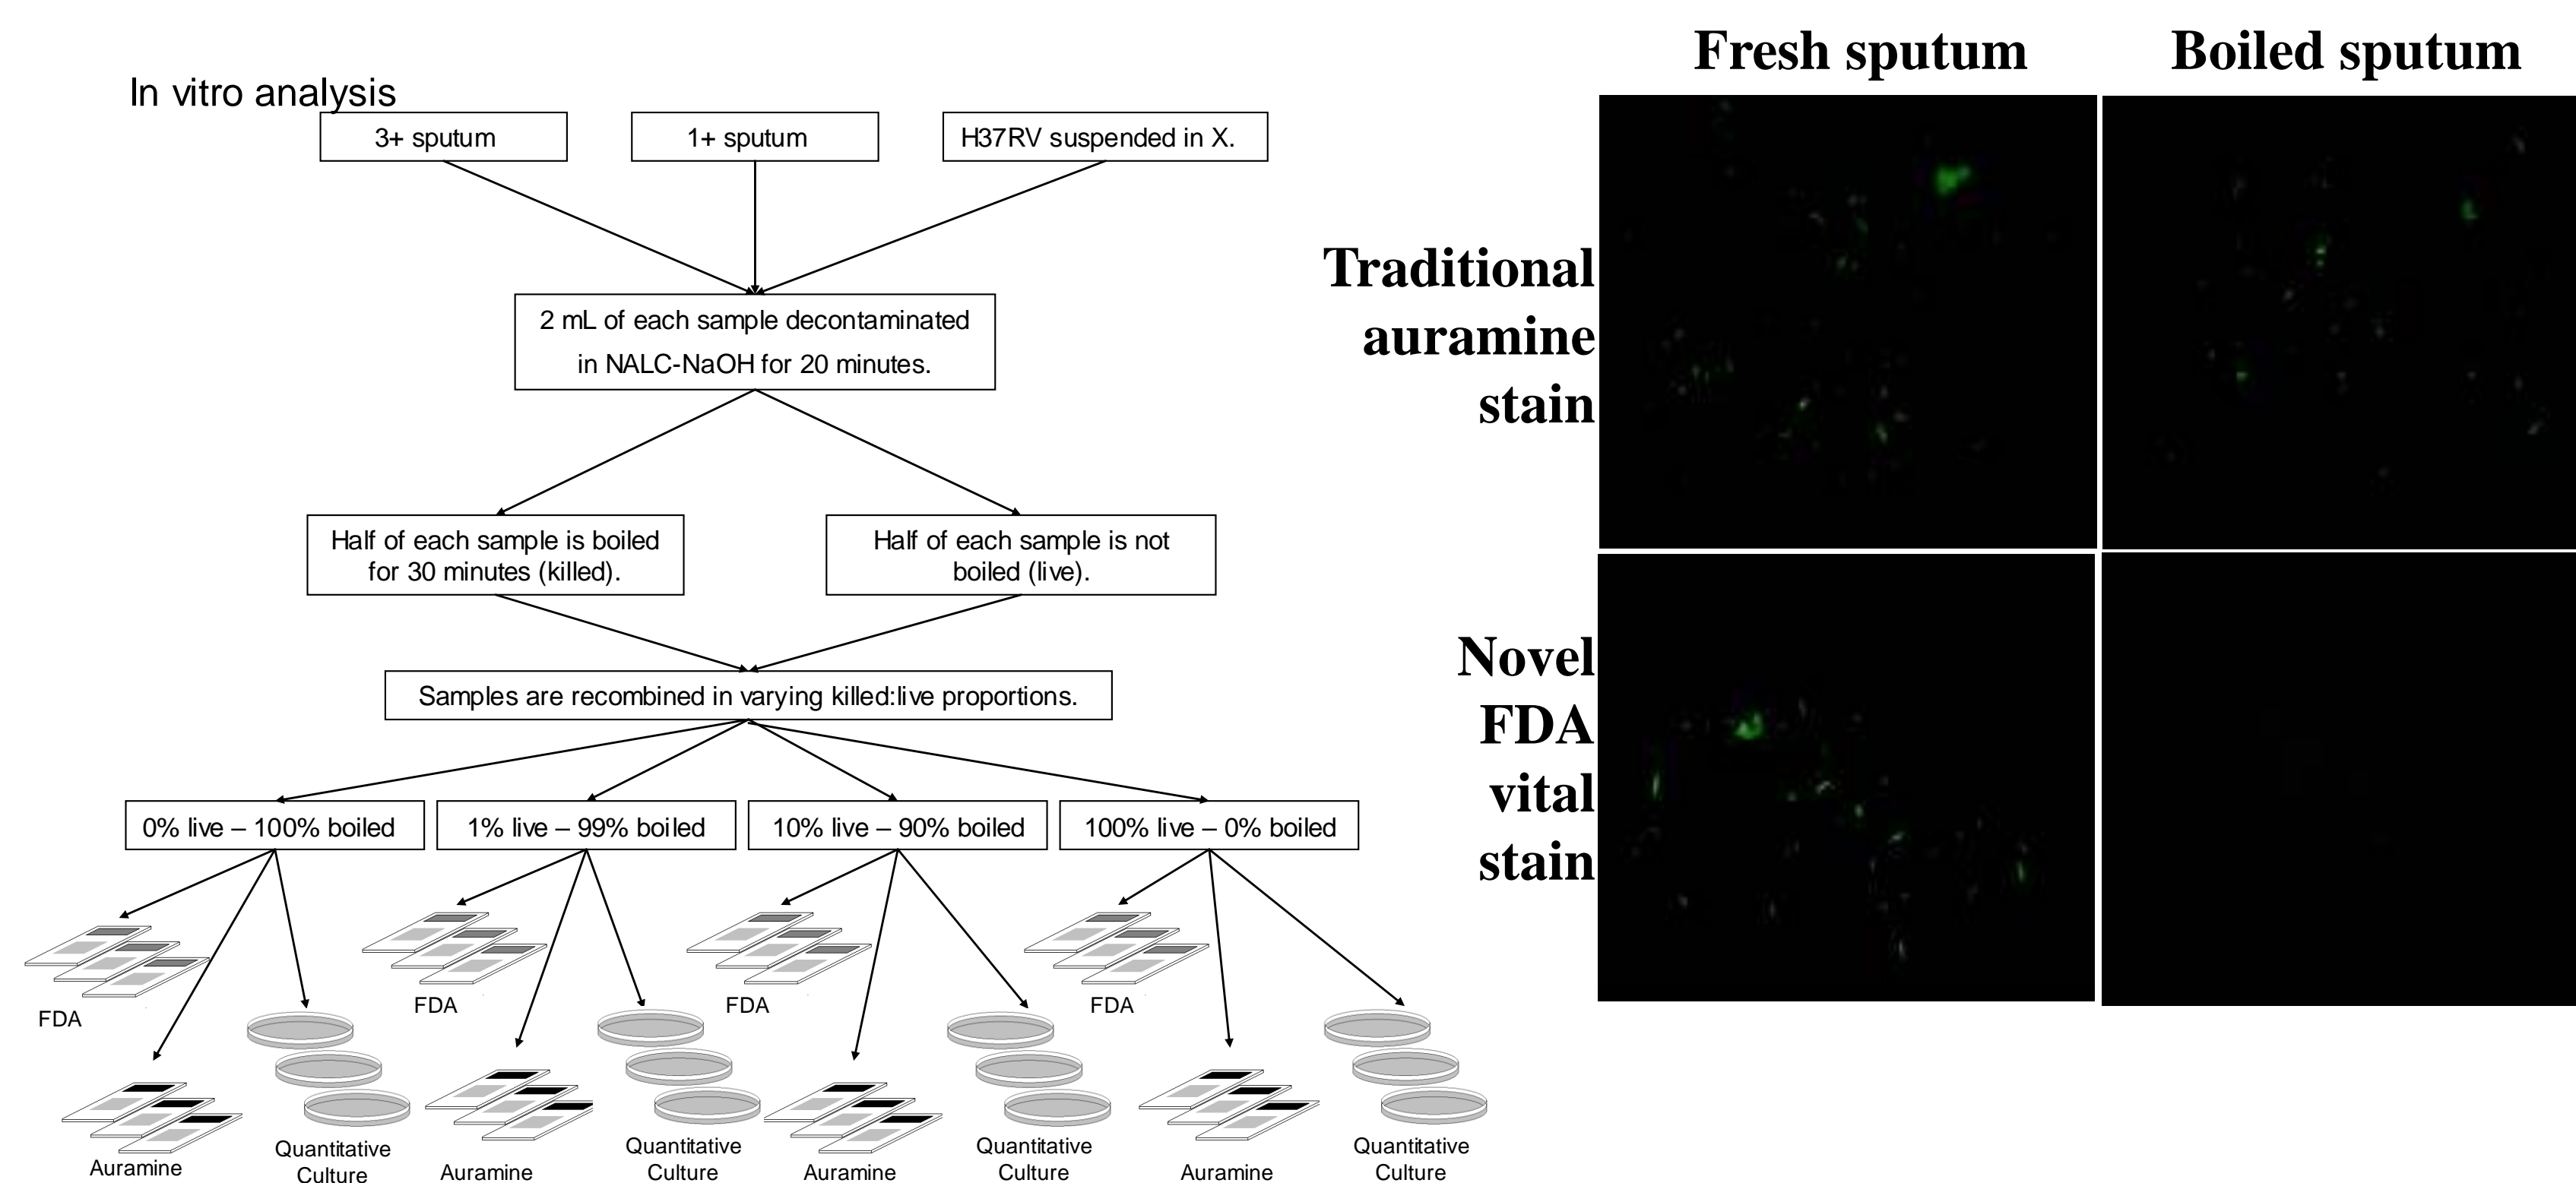 In vitro analysis
3+ sputum
1+ sputum
H37RV suspended in X.
2 mL of each sample decontaminated
in NALC-NaOH for 20 minutes.
Half of each sample is boiled
for 30 minutes (killed).
Half of each sample is not
boiled (live).
Samples are recombined in varying killed:live proportions.
0% live – 100% boiled
1% live – 99% boiled
10% live – 90% boiled
100% live – 0% boiled
FDA
FDA
FDA
FDA
Auramine
Quantitative
Culture
Auramine
Quantitative
Culture
Auramine
Quantitative
Culture
Auramine
Quantitative
Culture
Fresh sputum
Boiled sputum
Traditional
auramine
stain
Novel
FDA
vital
stain